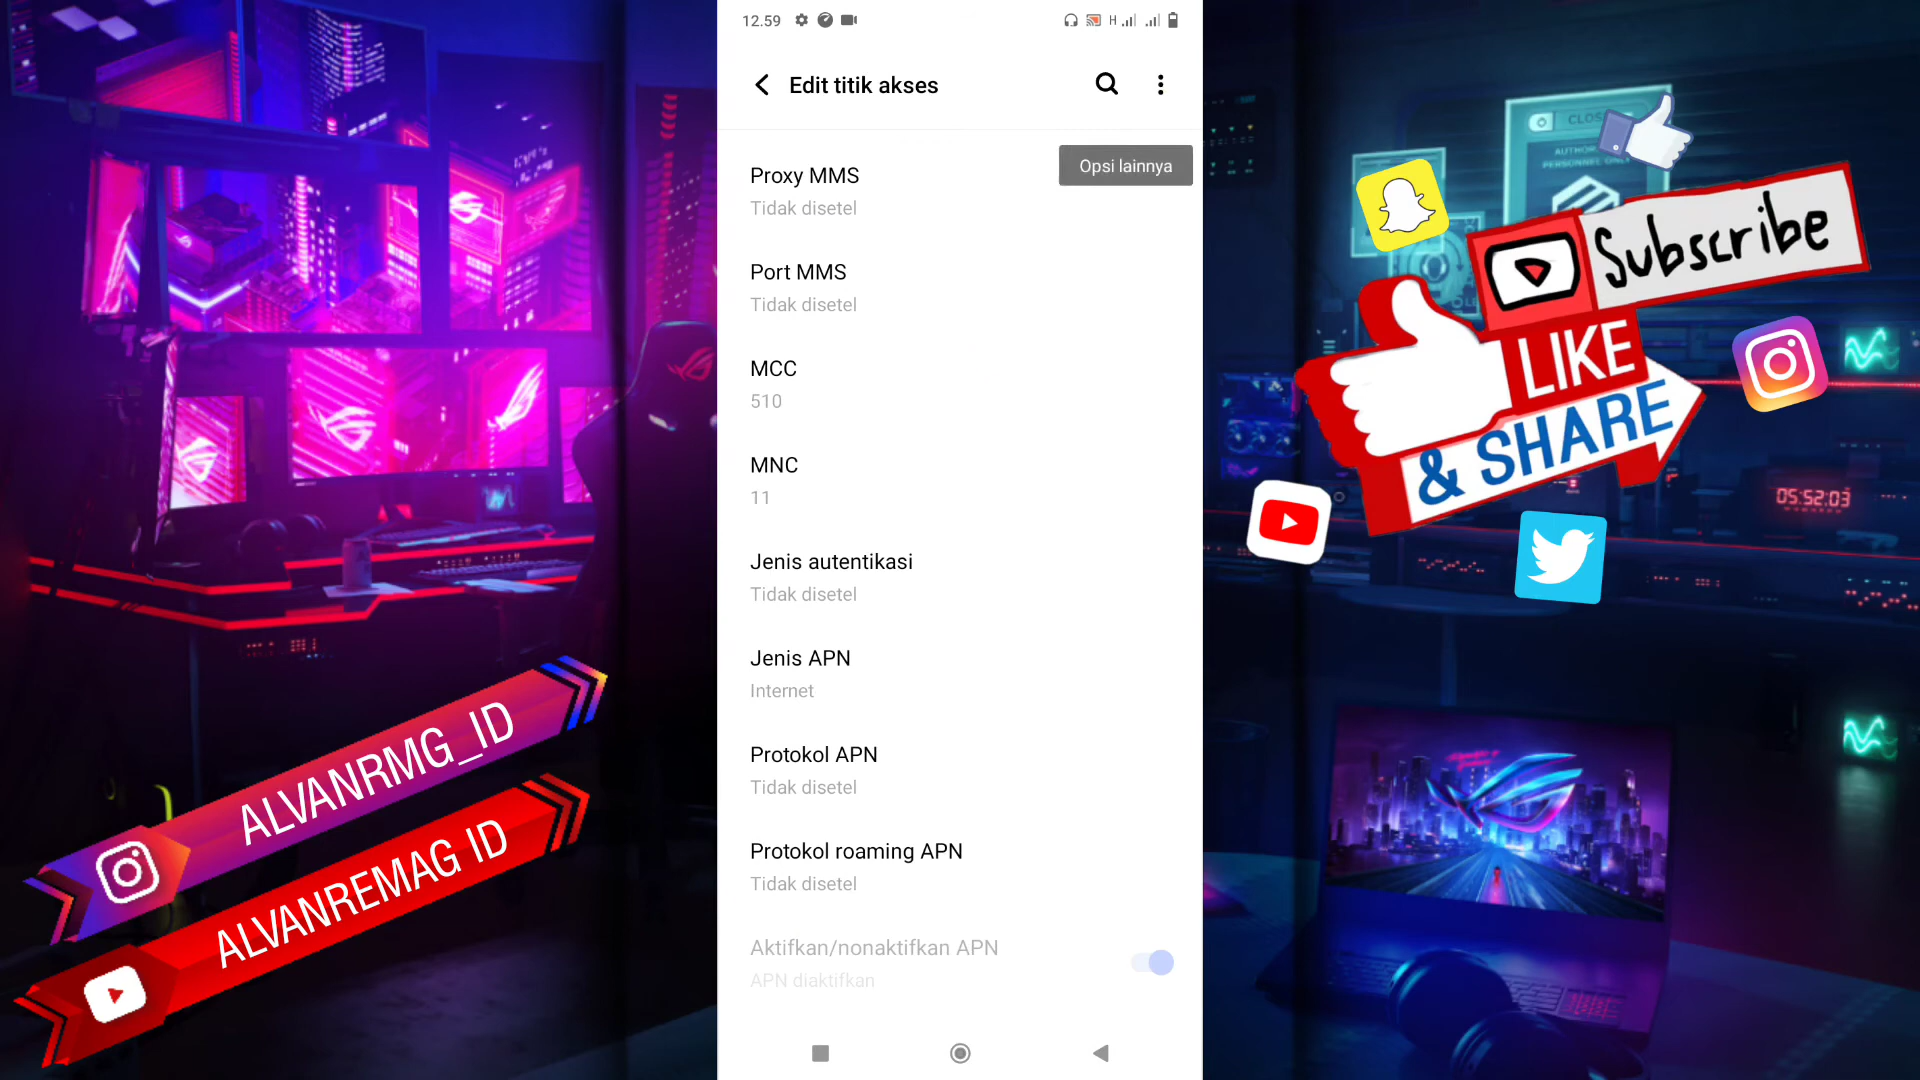 12.59
H
Edit titik akses
Opsi lainnya
Proxy MMS
Tidak disetel
Port MMS
Tidak disetel
MCC
510
MNC
11
Jenis autentikasi
Tidak disetel
Jenis APN
Internet
Protokol APN
Tidak disetel
Protokol roaming APN
Tidak disetel
Aktifkan/nonaktifkan APN
APN diaktifkan
ALVANRMG_ID
ALVANREMAG ID
Subscribe
LIKE
& SHARE
PERSONNEL ONLY
05:52:03